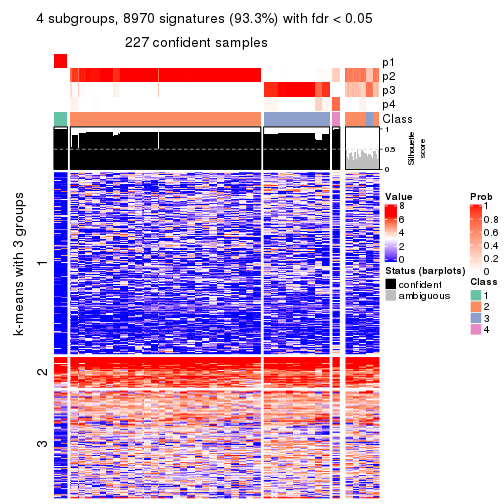 4 subgroups, 8970 signatures (93.3%) with fdr < 0.05
227 confident samples
p1
p2
p3
p4
Class
1
0.5
0
Silhouette
score
k-means with 3 groups
1
2
3
Value
8
6
4
2
0
Status (barplots)
confident
ambiguous
Prob
1
0.8
0.6
0.4
0.2
0
Class
1
2
3
4